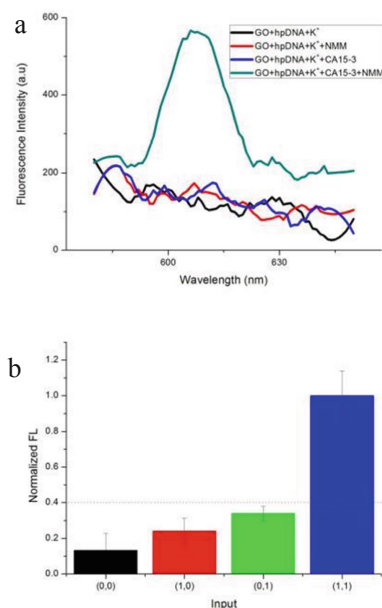 a
GO+hpDNA+K⁺
GO+hpDNA+K⁺+NMM
GO+hpDNA+K⁺+CA15-3
GO+hpDNA+K⁺+CA15-3+NMM
600
400
200
0
Fluorescence Intensity (a.u)
600
630
Wavelength (nm)
b
1.2
1.0
0.8
0.6
0.4
0.2
0.0
Normalized FL
(0,0)
(1,0)
(0,1)
(1,1)
Input